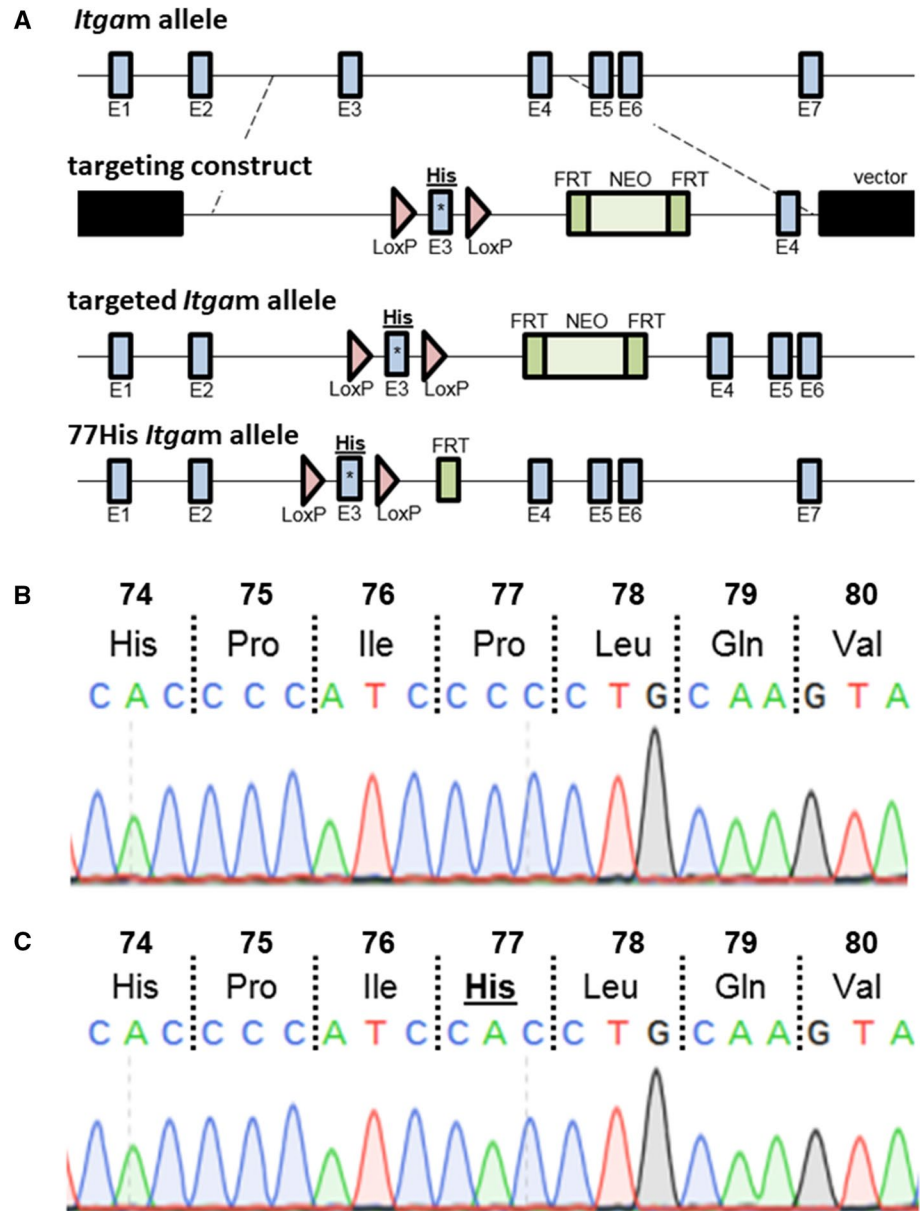 A
Itgam allele
E1 E2 E3 E4 E5 E6 E7
targeting construct
His FRT NEO FRT vector
*
LoxP E3 LoxP E4
targeted Itgam allele
His FRT NEO FRT
*
LoxP LoxP
E1 E2 E3 E4 E5 E6
77His Itgam allele
His FRT
*
E1 E2 LoxP E3 LoxP E4 E5 E6 E7
B
74 75 76 77 78 79 80
His Pro Ile Pro Leu Gln Val
C A C C C C A T C C C C C T G C A A G T A
C
74 75 76 77 78 79 80
His Pro Ile His Leu Gln Val
C A C C C C A T C C A C C T G C A A G T A